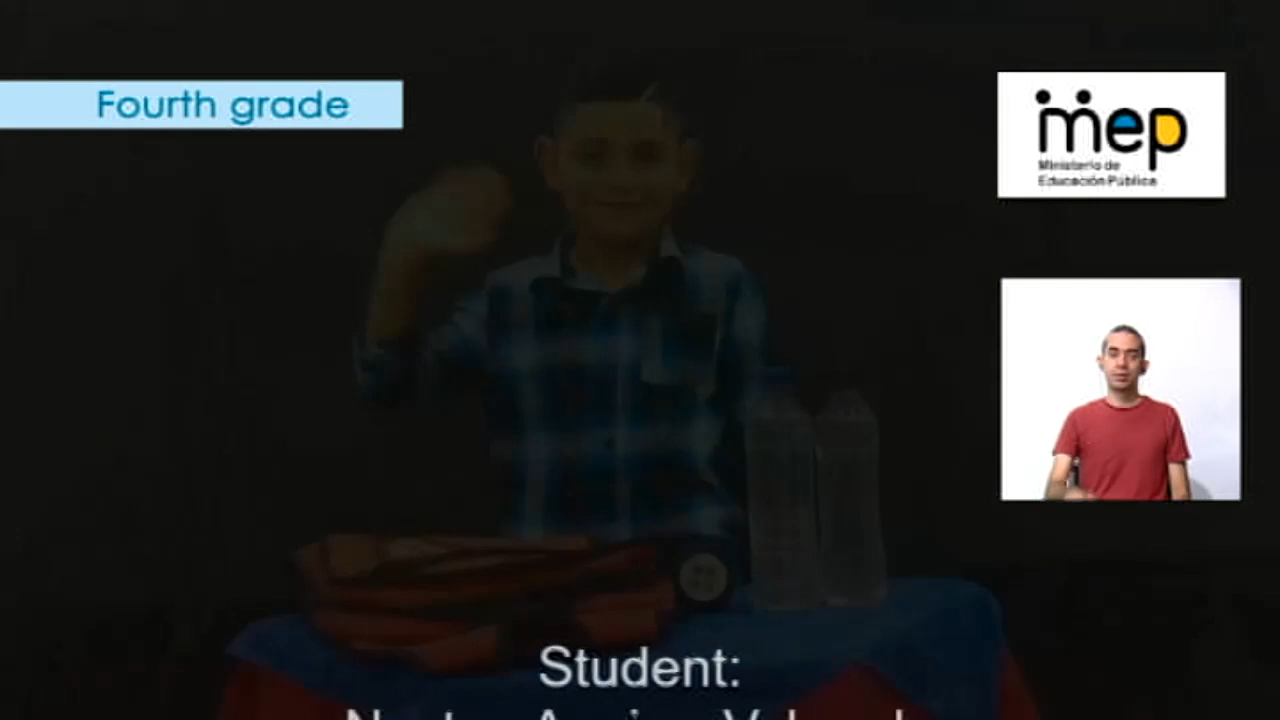 Fourth grade
mep
Ministerio de
Educación Pública
Student: